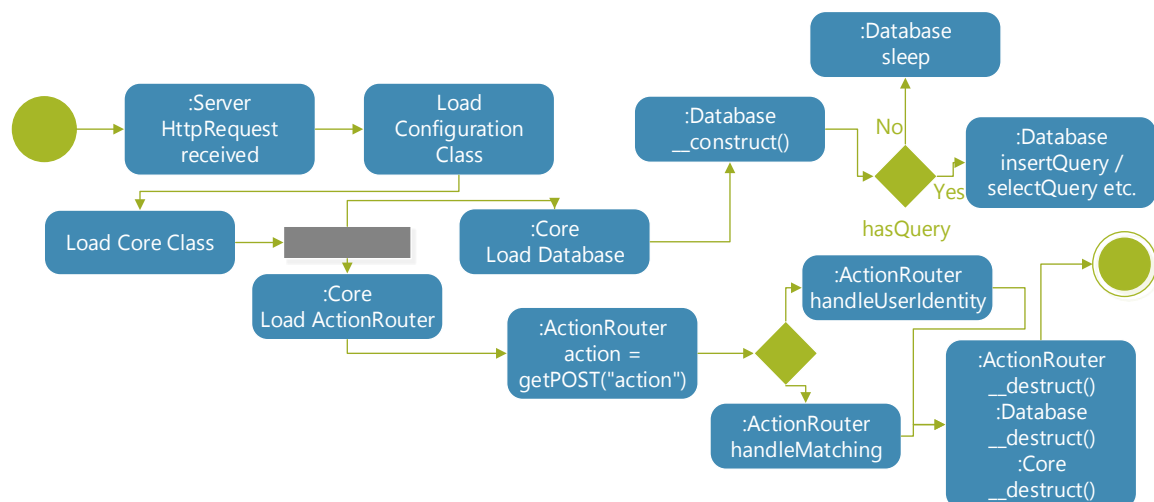 :Database
sleep
:Server
HttpRequest
received
Load
Configuration
Class
:Database
__construct()
No
Yes
hasQuery
:Database
insertQuery /
selectQuery etc.
Load Core Class
:Core
Load Database
:Core
Load ActionRouter
:ActionRouter
handleUserIdentity
:ActionRouter
action =
getPOST("action")
:ActionRouter
handleMatching
:ActionRouter
__destruct()
:Database
__destruct()
:Core
__destruct()